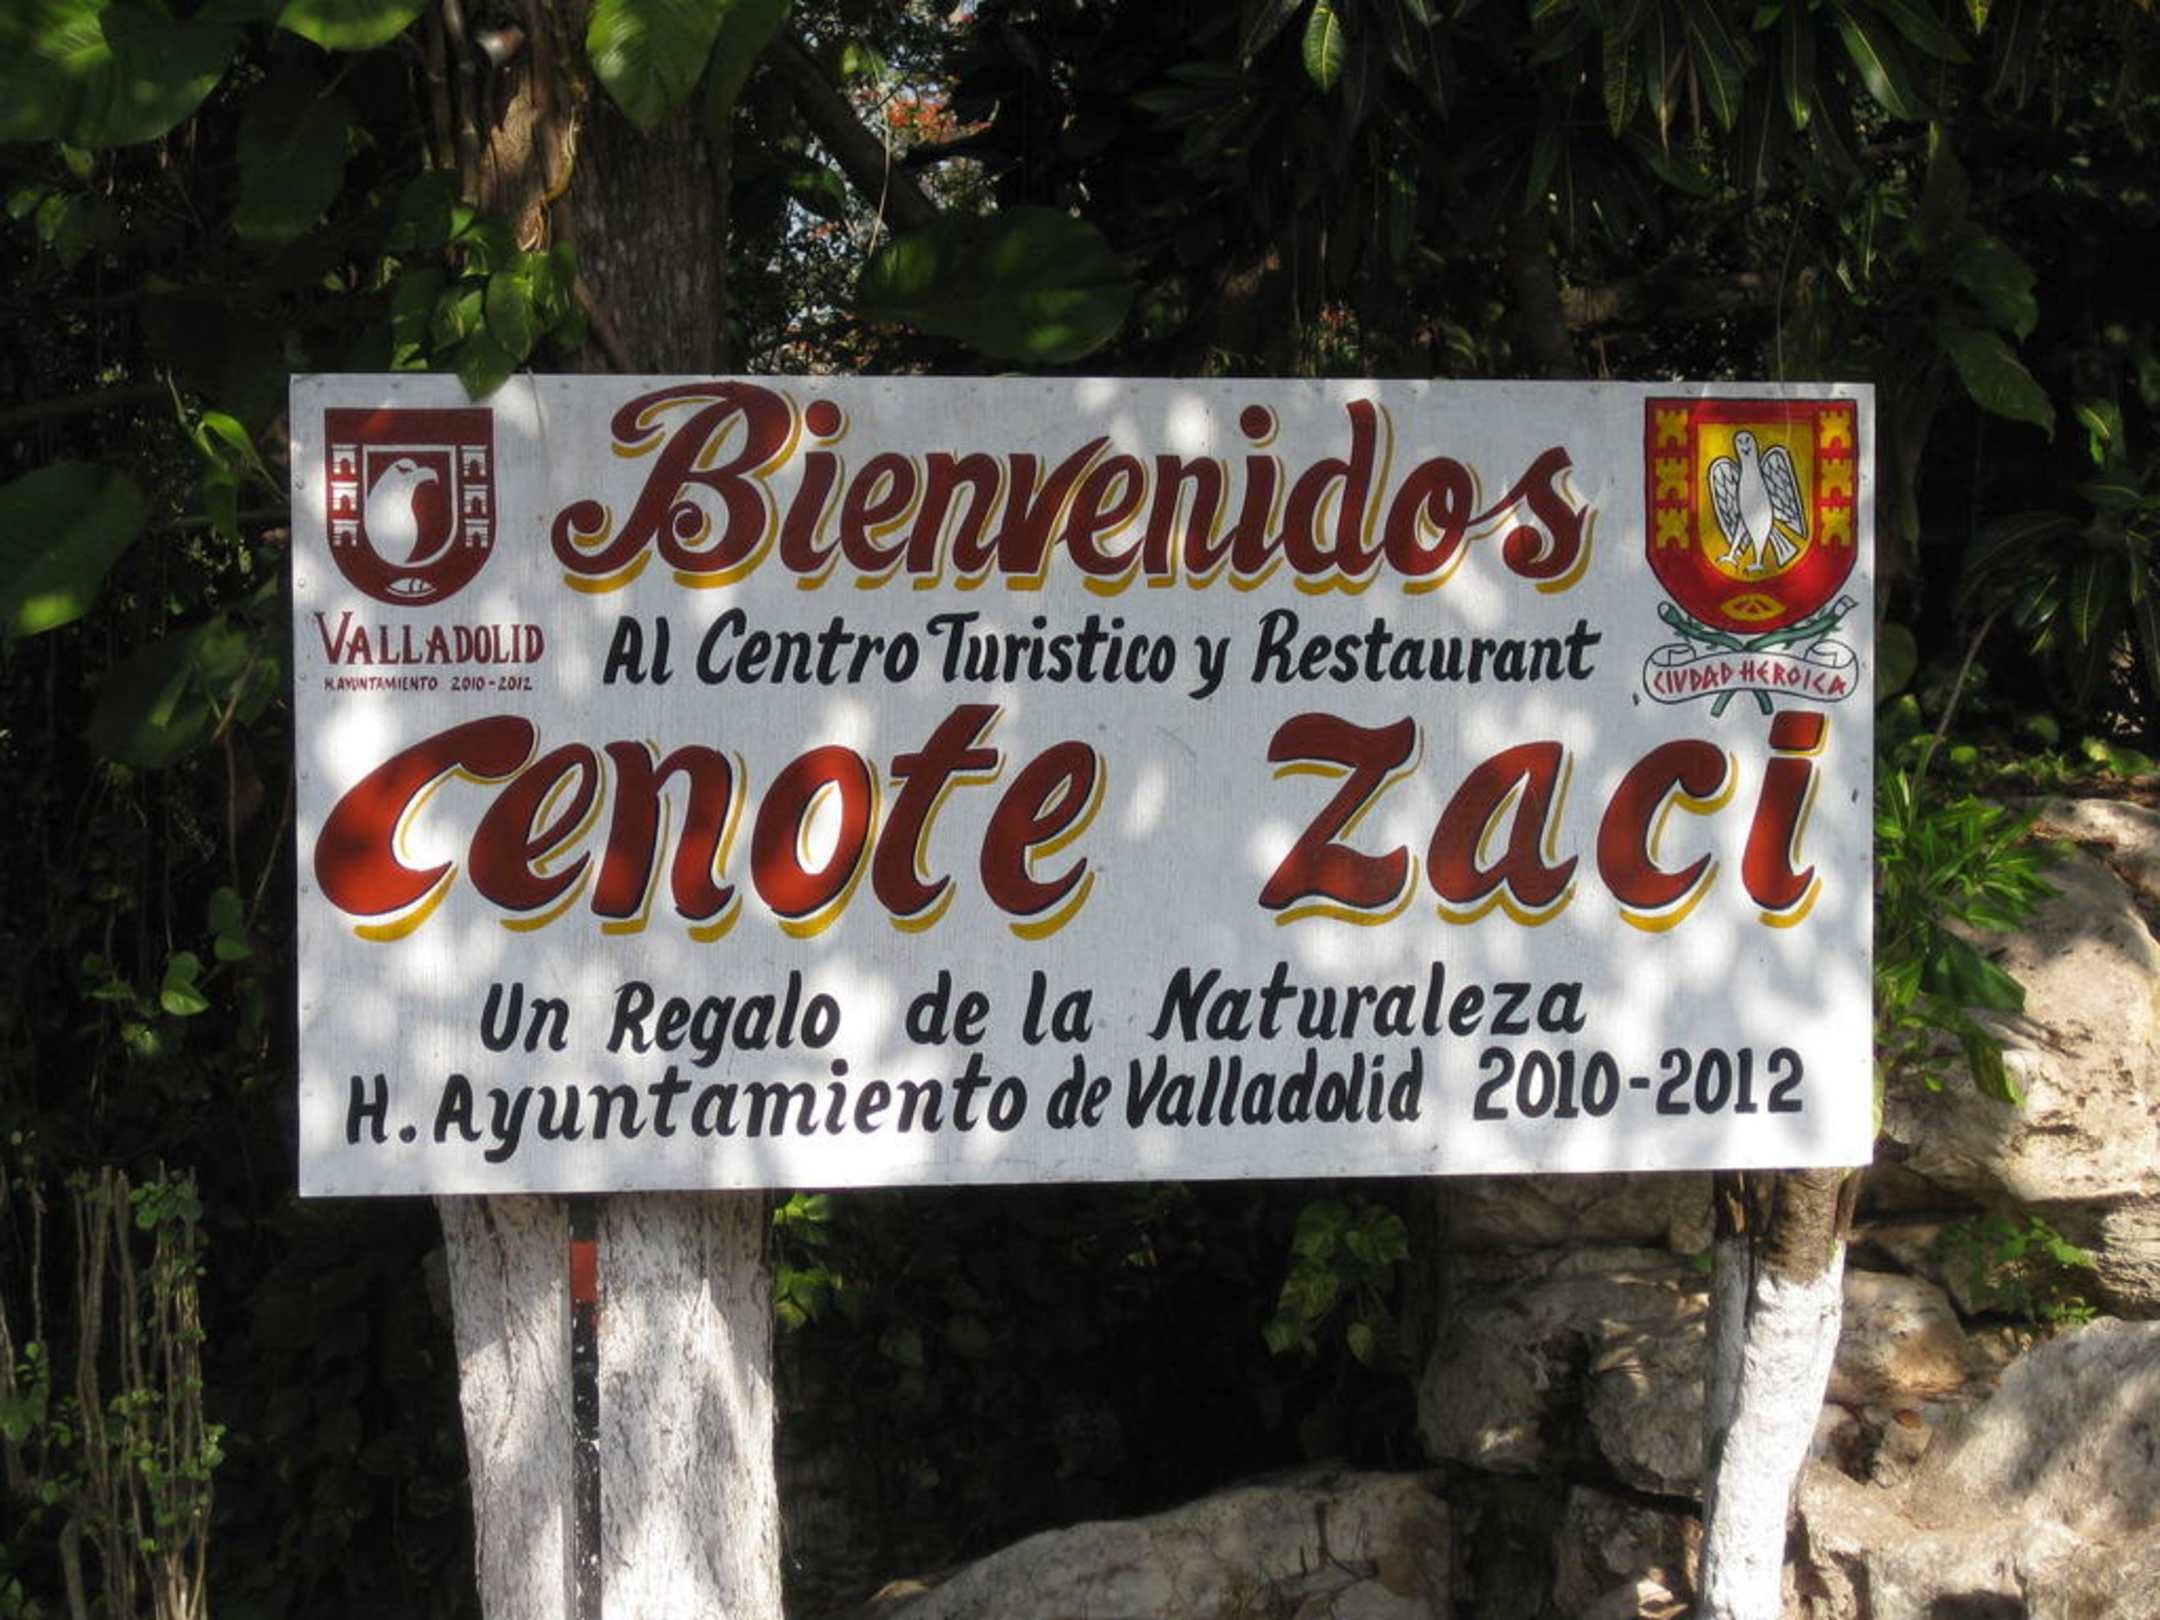 Bienvenidos
VALLADOLID
H. AYUNTAMIENTO 2010-2012
Al Centro Turistico y Restaurant
CIUDAD HEROICA
Cenote Zaci
Un Regalo de la Naturaleza
H. Ayuntamiento de Valladolid 2010-2012